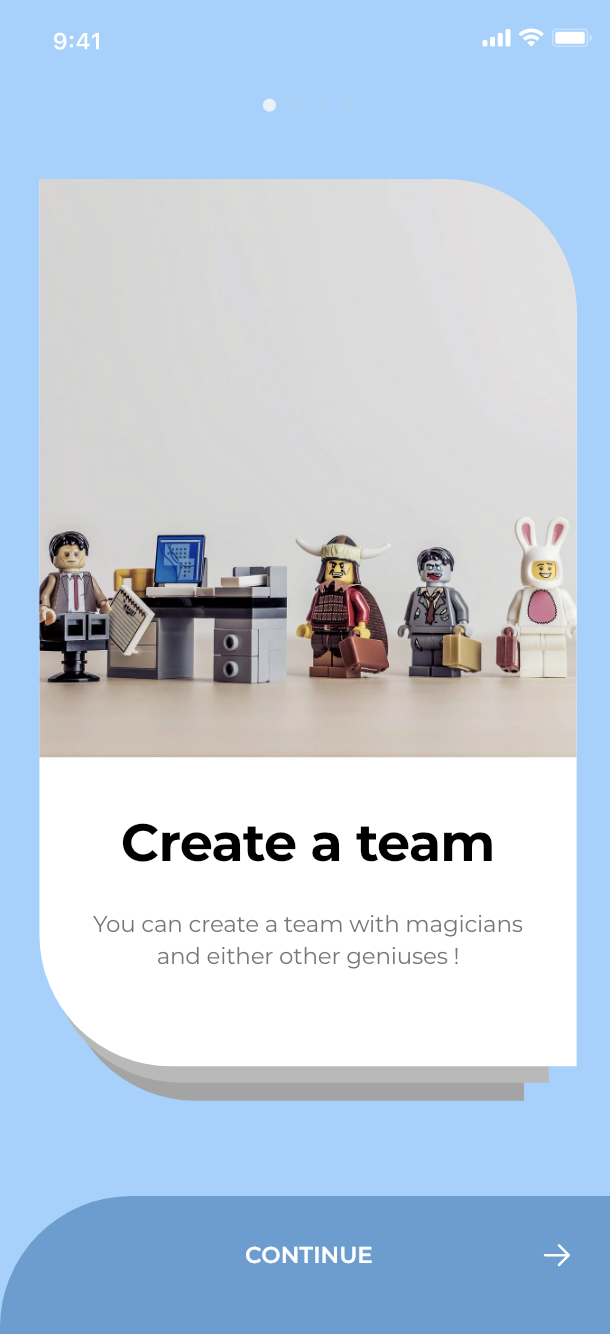 9:41
Create a team
You can create a team with magicians
and either other geniuses !
CONTINUE